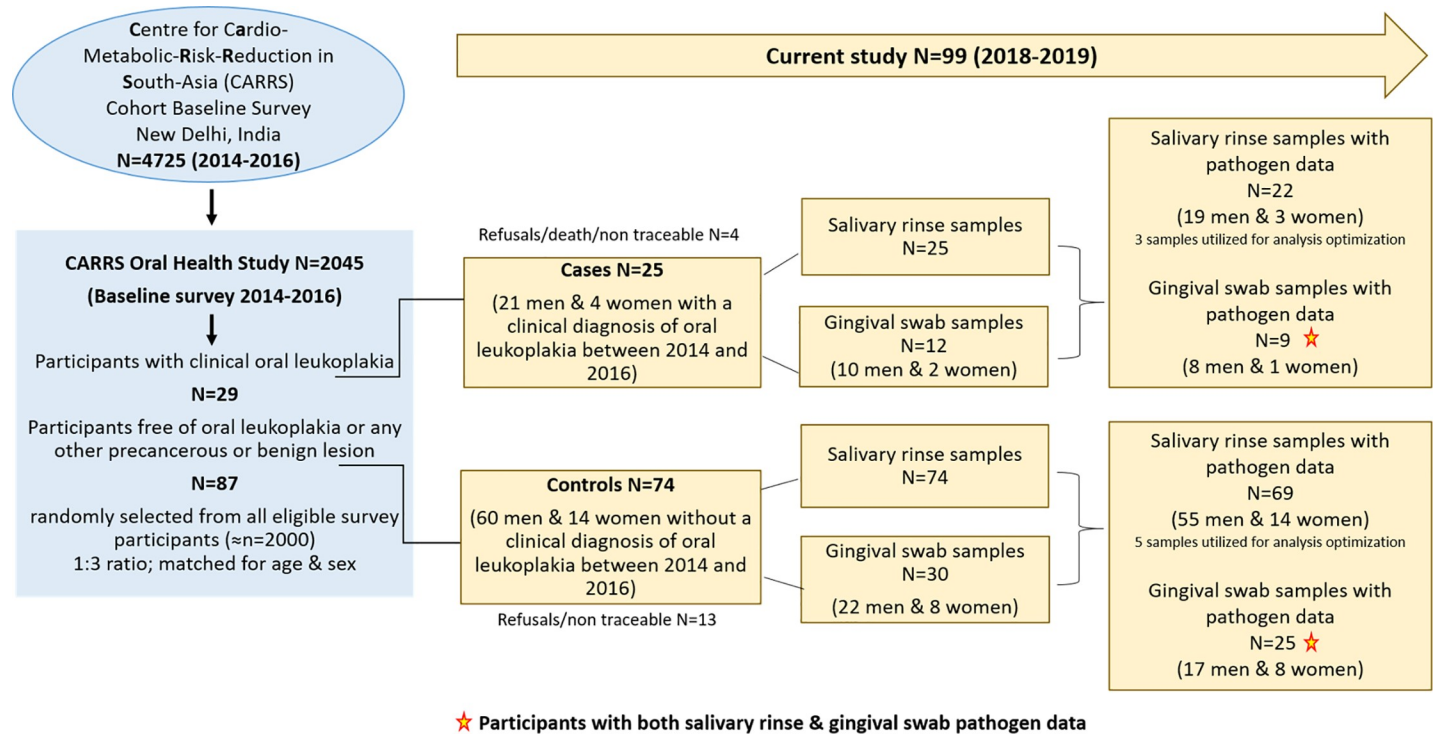 Centre for Cardio-
Metabolic-Risk-Reduction in
South-Asia (CARRS)
Cohort Baseline Survey
New Delhi, India
N=4725 (2014-2016)
Current study N=99 (2018-2019)
CARRS Oral Health Study N=2045
(Baseline survey 2014-2016)
Participants with clinical oral leukoplakia
N=29
Participants free of oral leukoplakia or any
other precancerous or benign lesion
N=87
randomly selected from all eligible survey
participants (≈n=2000)
1:3 ratio; matched for age & sex
Refusals/death/non traceable N=4
Cases N=25
(21 men & 4 women with a
clinical diagnosis of oral
leukoplakia between 2014 and
2016)
Controls N=74
(60 men & 14 women without a
clinical diagnosis of oral
leukoplakia between 2014 and
2016)
Refusals/non traceable N=13
Salivary rinse samples
N=25
Gingival swab samples
N=12
(10 men & 2 women)
Salivary rinse samples
N=74
Gingival swab samples
N=30
(22 men & 8 women)
Salivary rinse samples with
pathogen data
N=22
(19 men & 3 women)
3 samples utilized for analysis optimization
Gingival swab samples with
pathogen data
N=9
(8 men & 1 women)
Salivary rinse samples with
pathogen data
N=69
(55 men & 14 women)
5 samples utilized for analysis optimization
Gingival swab samples with
pathogen data
N=25
(17 men & 8 women)
Participants with both salivary rinse & gingival swab pathogen data